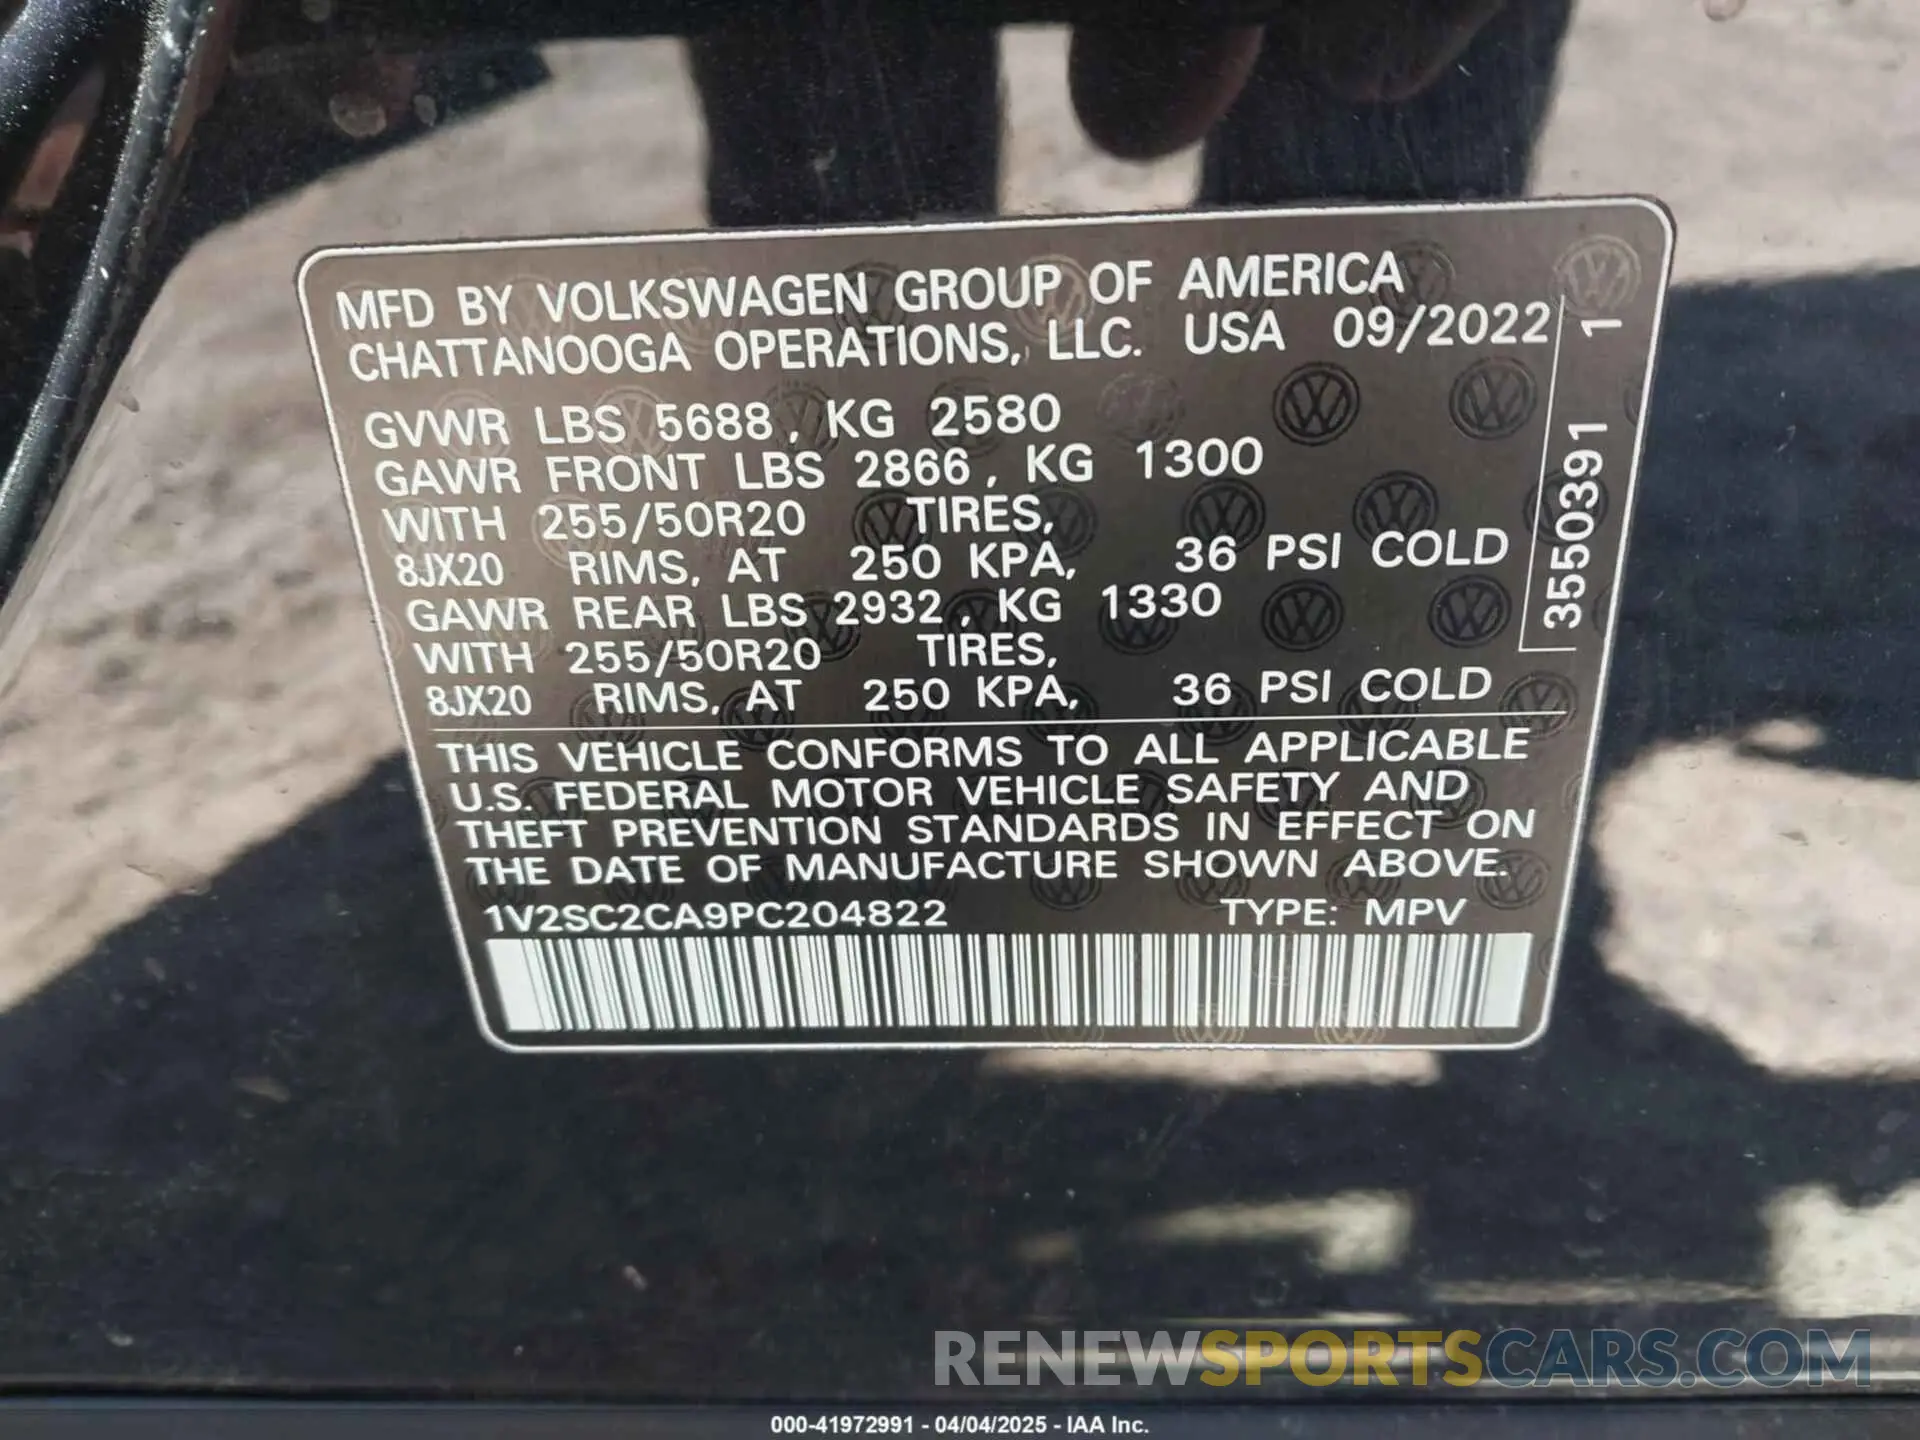 MFD BY VOLKSWAGEN GROUP OF AMERICA
CHATTANOOGA OPERATIONS, LLC. USA 09/2022
GVWR LBS 5688, KG 2580
GAWR FRONT LBS 2866, KG 1300
WITH 255/50R20 TIRES,
8JX20 RIMS, AT 250 KPA, 36 PSI COLD
GAWR REAR LBS 2932, KG 1330
WITH 255/50R20 TIRES,
8JX20 RIMS, AT 250 KPA, 36 PSI COLD
3550391 1
THIS VEHICLE CONFORMS TO ALL APPLICABLE
U.S. FEDERAL MOTOR VEHICLE SAFETY AND
THEFT PREVENTION STANDARDS IN EFFECT ON
THE DATE OF MANUFACTURE SHOWN ABOVE.
1V2SC2CA9PC204822 TYPE: MPV
RENEWSPORTSCARS.COM
000-41972991 - 04/04/2025 - IAA Inc.